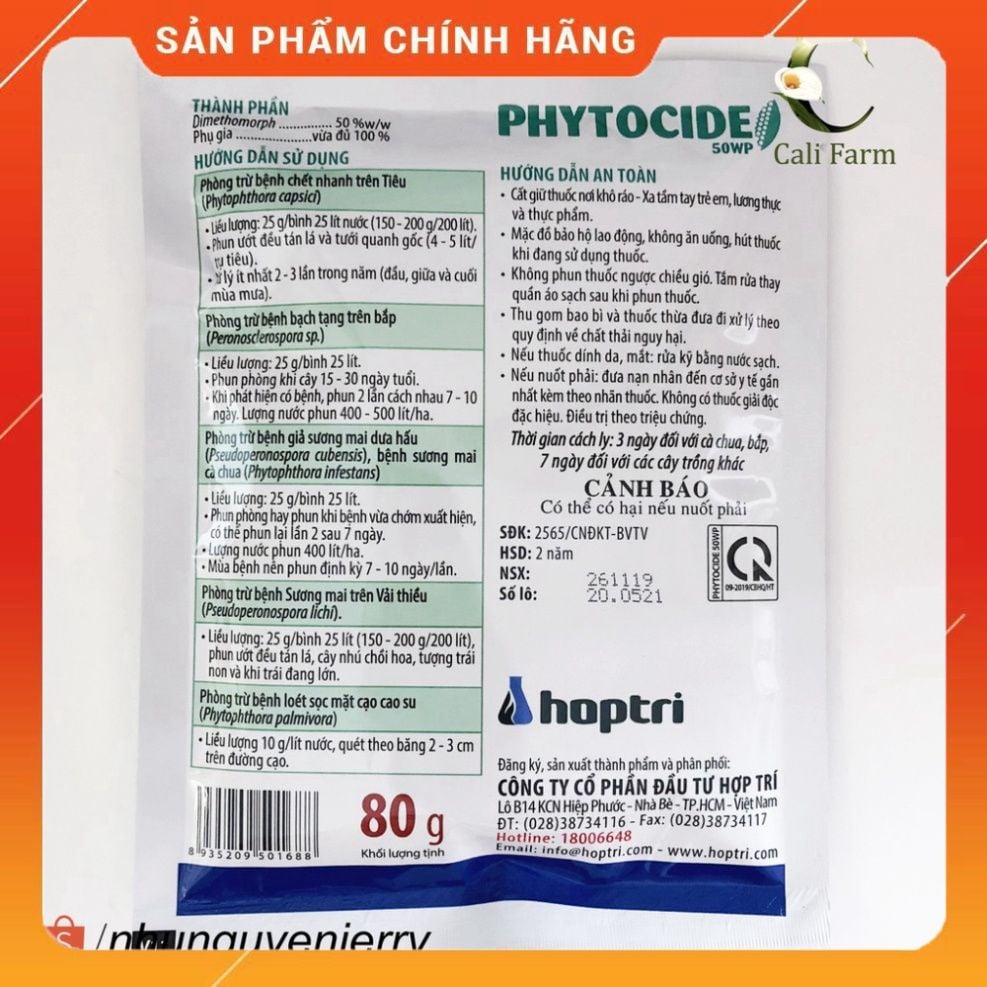 SẢN PHẨM CHÍNH HÃNG
Cali Farm
THÀNH PHẦN
Dimethomorph .............. 50 %w/w
Phụ gia ....................vừa đủ 100 %
HƯỚNG DẪN SỬ DỤNG
Phòng trừ bệnh chết nhanh trên Tiêu
(Phytophthora capsici)
• Liều lượng: 25 g/bình 25 lít nước (150 - 200 g/200 lít).
• Phun ướt đều tán lá và tưới quanh gốc (4 - 5 lít/
trụ tiêu).
• Xử lý ít nhất 2 - 3 lần trong năm (đầu, giữa và cuối
mùa mưa).
Phòng trừ bệnh bạch tạng trên bắp
(Peronosclerospora sp.)
• Liều lượng: 25 g/bình 25 lít.
• Phun phòng khi cây 15 - 30 ngày tuổi.
• Khi phát hiện có bệnh, phun 2 lần cách nhau 7 - 10
ngày. Lượng nước phun 400 - 500 lít/ha.
Phòng trừ bệnh giả sương mai dưa hấu
(Pseudoperonospora cubensis), bệnh sương mai
cà chua (Phytophthora infestans)
• Liều lượng: 25 g/bình 25 lít.
• Phun phòng hay phun khi bệnh vừa chớm xuất hiện,
có thể phun lại lần 2 sau 7 ngày.
• Lượng nước phun 400 lít/ha.
• Mùa bệnh nên phun định kỳ 7 - 10 ngày/lần.
Phòng trừ bệnh Sương mai trên Vải thiều
(Pseudoperonospora lichi).
• Liều lượng: 25 g/bình 25 lít (150 - 200 g/200 lít),
phun ướt đều tán lá, cây nhú chồi hoa, tượng trái
non và khi trái đang lớn.
Phòng trừ bệnh loét sọc mặt cạo cao su
(Phytophthora palmivora)
• Liều lượng 10 g/lít nước, quét theo băng 2 - 3 cm
trên đường cạo.
8 935209 501688
80 g
Khối lượng tịnh
PHYTOCIDE
50WP
HƯỚNG DẪN AN TOÀN
• Cất giữ thuốc nơi khô ráo - Xa tầm tay trẻ em, lương thực
và thực phẩm.
• Mặc đồ bảo hộ lao động, không ăn uống, hút thuốc
khi đang sử dụng thuốc.
• Không phun thuốc ngược chiều gió. Tắm rửa thay
quần áo sạch sau khi phun thuốc.
• Thu gom bao bì và thuốc thừa đưa đi xử lý theo
quy định về chất thải nguy hại.
• Nếu thuốc dính da, mắt: rửa kỹ bằng nước sạch.
• Nếu nuốt phải: đưa nạn nhân đến cơ sở y tế gần
nhất kèm theo nhãn thuốc. Không có thuốc giải độc
đặc hiệu. Điều trị theo triệu chứng.
Thời gian cách ly: 3 ngày đối với cà chua, bắp,
7 ngày đối với các cây trồng khác
CẢNH BÁO
Có thể có hại nếu nuốt phải
SĐK: 2565/CNĐKT-BVTV
HSD: 2 năm
NSX: 261119
Số lô: 20.0521
PHYTOCIDE 50WP
CR
09-2019/CBHQ/HT
hoptri
Đăng ký, sản xuất thành phẩm và phân phối:
CÔNG TY CỔ PHẦN ĐẦU TƯ HỢP TRÍ
Lô B14 KCN Hiệp Phước - Nhà Bè - TP.HCM - Việt Nam
ĐT: (028)38734116 - Fax: (028)38734117
Hotline: 18006648
Email: info@hoptri.com - www.hoptri.com